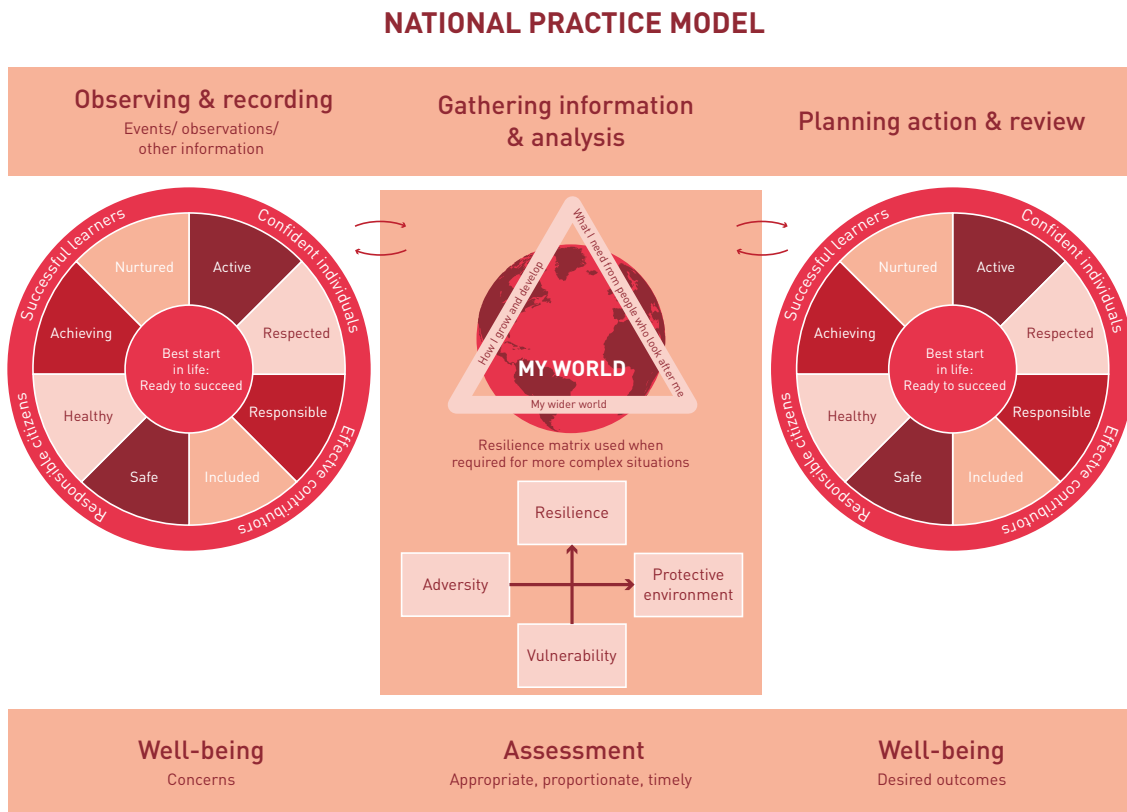 NATIONAL PRACTICE MODEL
Observing & recording
Events/ observations/
other information
Gathering information
& analysis
Planning action & review
Successful learners
Confident individuals
Nurtured
Active
Achieving
Respected
Best start
in life:
Ready to succeed
Healthy
Responsible
Safe
Included
Responsible citizens
Effective contributors
How I grow and develop
What I need from people who look after me
MY WORLD
My wider world
Resilience matrix used when
required for more complex situations
Resilience
Adversity
Protective
environment
Vulnerability
Successful learners
Confident individuals
Nurtured
Active
Achieving
Respected
Best start
in life:
Ready to succeed
Healthy
Responsible
Safe
Included
Responsible citizens
Effective contributors
Well-being
Concerns
Assessment
Appropriate, proportionate, timely
Well-being
Desired outcomes